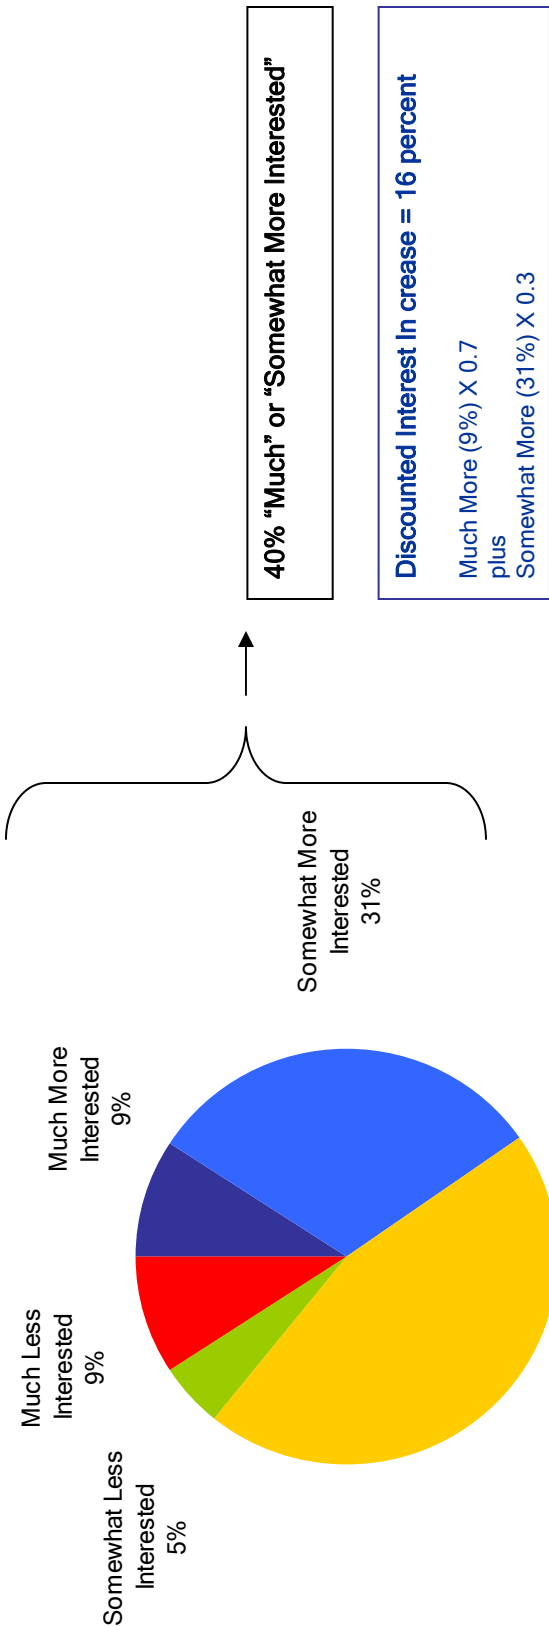 Much Less
Interested
9%
Much More
Interested
9%
Somewhat Less
Interested
5%
Somewhat More
Interested
31%
40% “Much” or “Somewhat More Interested”
Discounted Interest In crease = 16 percent
Much More (9%) X 0.7
plus
Somewhat More (31%) X 0.3